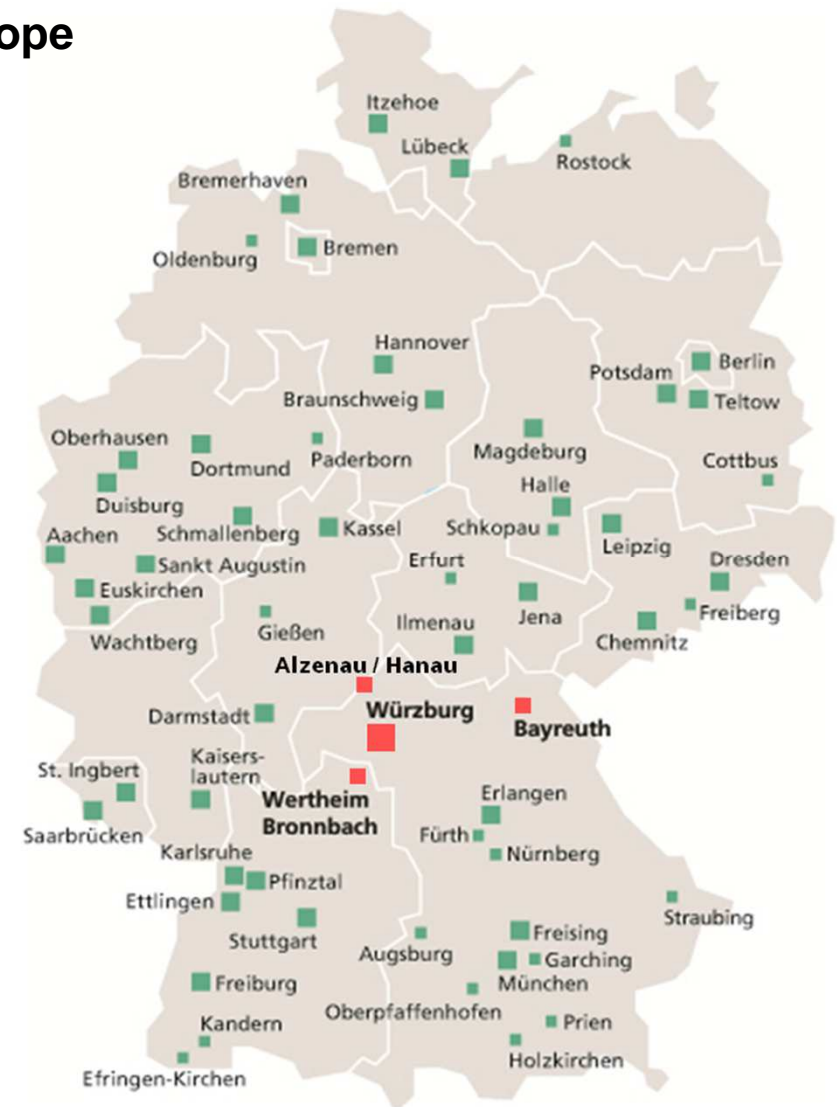 ope
Itzehoe
Lübeck
Rostock
Bremerhaven
Bremen
Oldenburg
Hannover
Berlin
Potsdam
Braunschweig
Teltow
Oberhausen
Dortmund
Paderborn
Magdeburg
Cottbus
Halle
Duisburg
Schmallenberg
Kassel
Schkopau
Leipzig
Aachen
Sankt Augustin
Erfurt
Dresden
Euskirchen
Gießen
Ilmenau
Jena
Freiberg
Wachtberg
Chemnitz
Alzenau / Hanau
Würzburg
Darmstadt
Bayreuth
St. Ingbert
Kaisers-
lautern
Wertheim
Bronnbach
Erlangen
Saarbrücken
Fürth
Karlsruhe
Nürnberg
Pfinztal
Ettlingen
Straubing
Stuttgart
Augsburg
Freising
Garching
Freiburg
München
Oberpfaffenhofen
Kandern
Prien
Holzkirchen
Efringen-Kirchen